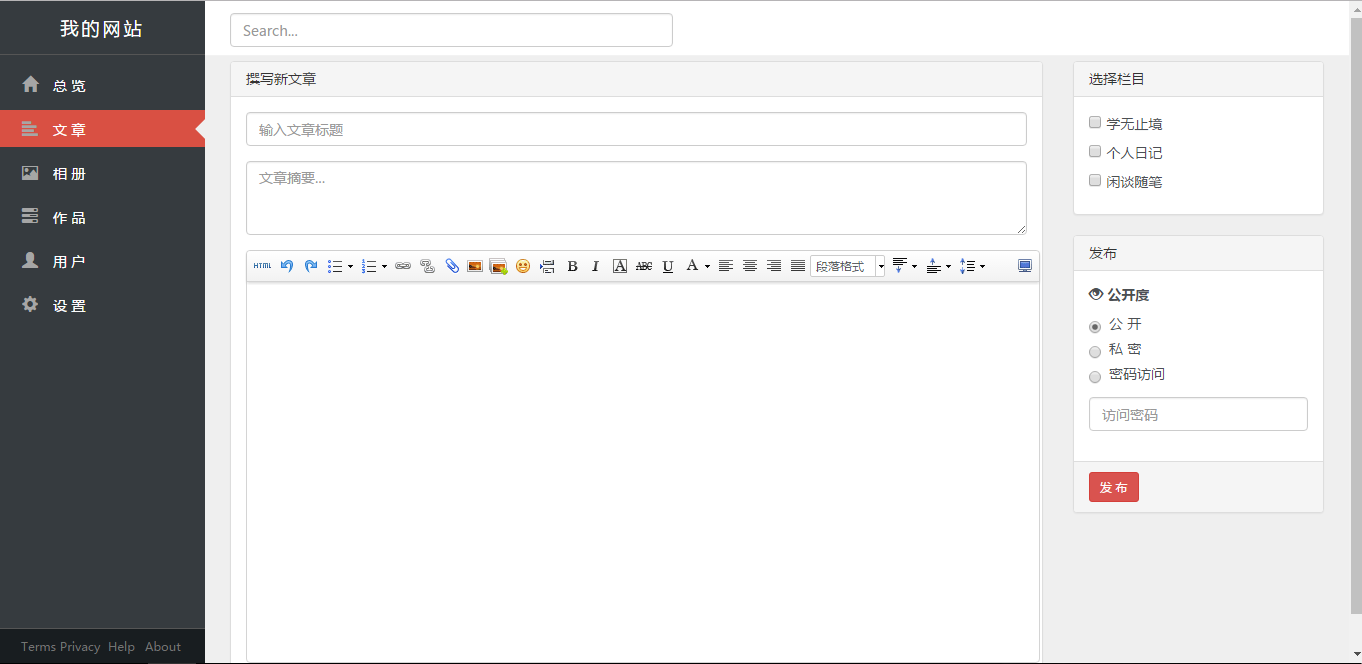 我的网站
Search...
总 览
文 章
相 册
作 品
用 户
设 置
Terms Privacy Help About
撰写新文章
输入文章标题
文章摘要...
HTML B I A ABC U A 段落格式
选择栏目
学无止境
个人日记
闲谈随笔
发布
公开度
公 开
私 密
密码访问
访问密码
发 布